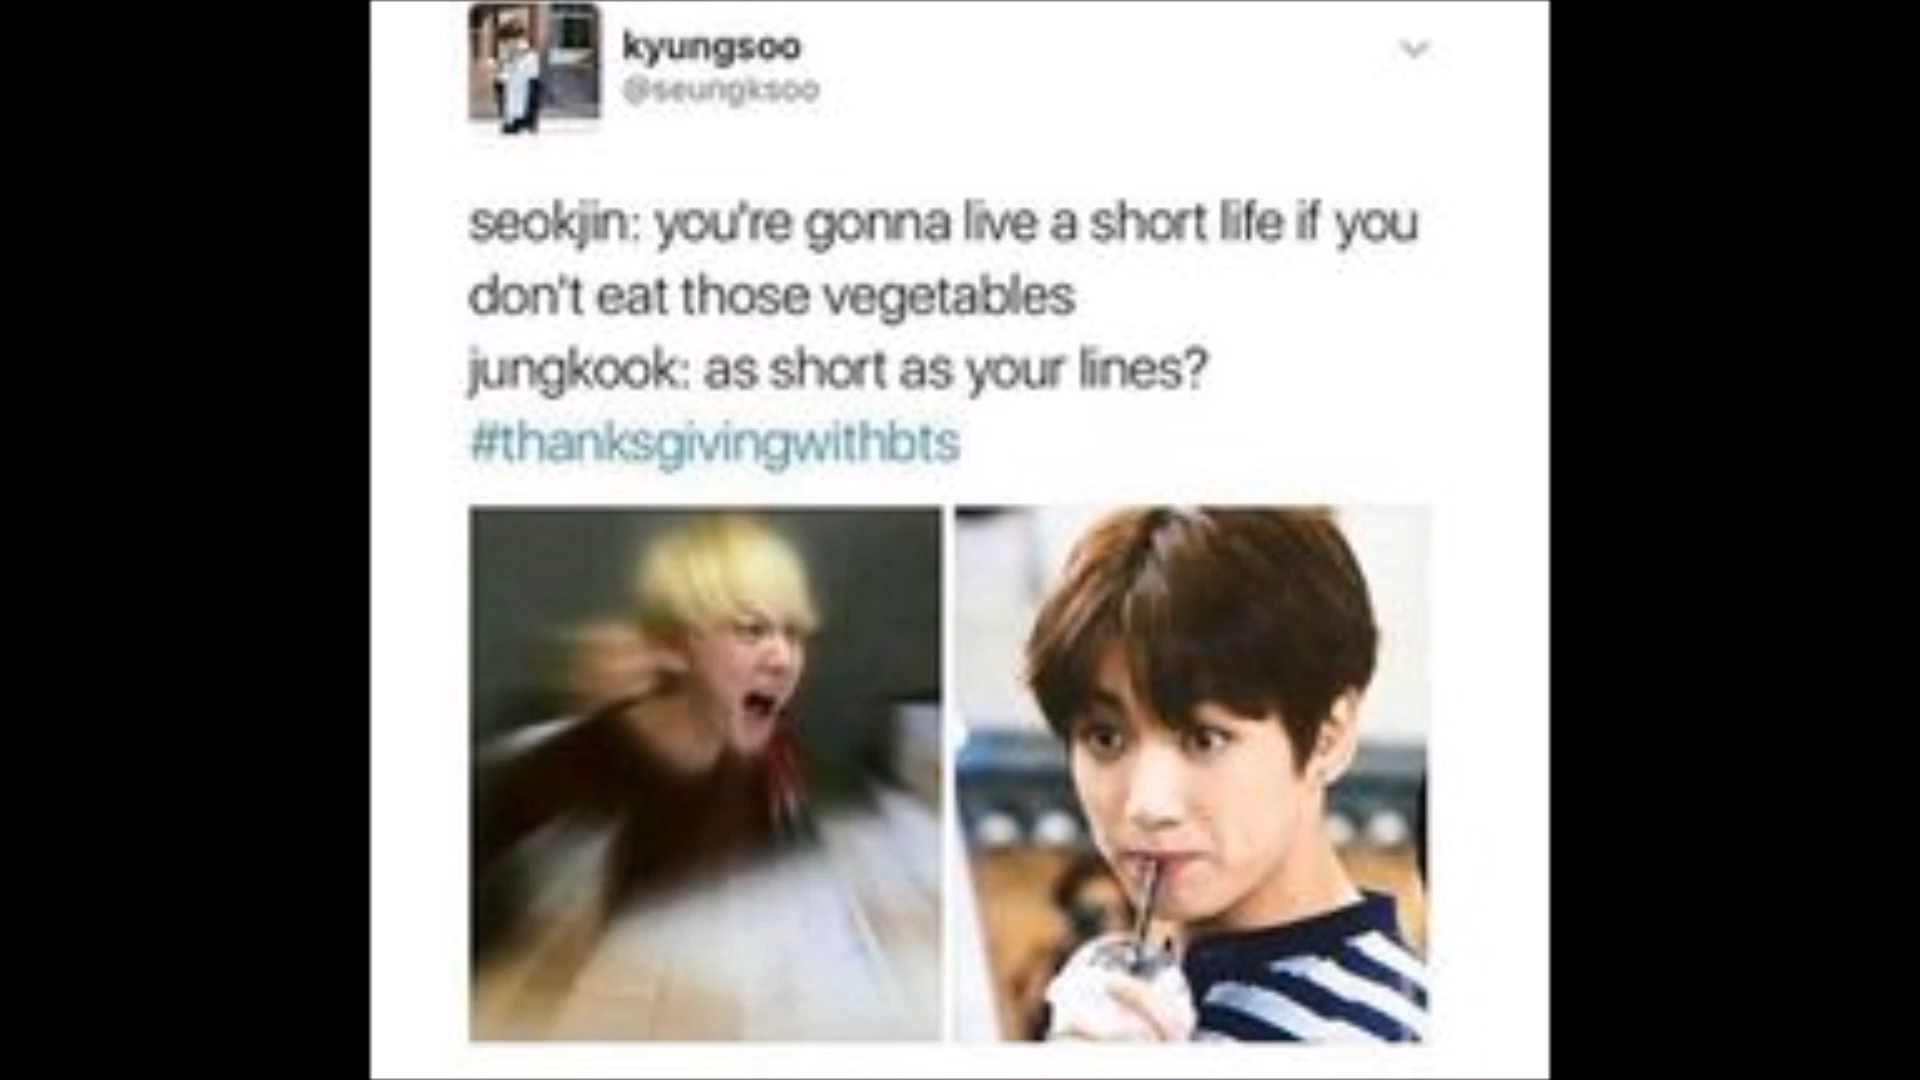 kyungsoo
@seungksoo
seokjin: you're gonna live a short life if you
don't eat those vegetables
jungkook: as short as your lines?
#thanksgivingwithbts